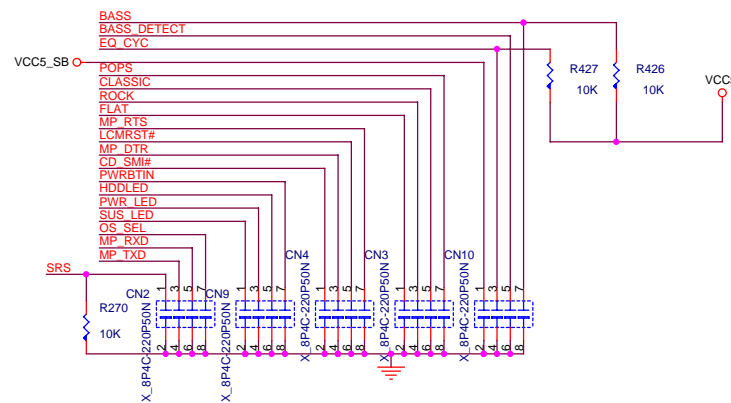 BASS
BASS_DETECT
EQ_CYC
VCC5_SB
POPS
CLASSIC
ROCK
FLAT
MP_RTS
LCMRST#
MP_DTR
CD_SMI#
PWRBTIN
HDDLED
PWR_LED
SUS_LED
OS_SEL
MP_RXD
MP_TXD
SRS
R427
10K
R426
10K
R270
10K
CN2
CN9
CN4
CN3
CN10
1 3 5 7
1 3 5 7
1 3 5 7
1 3 5 7
1 3 5 7
2 4 6 8
2 4 6 8
2 4 6 8
2 4 6 8
2 4 6 8
X_8P4C-220P50N
X_8P4C-220P50N
X_8P4C-220P50N
X_8P4C-220P50N
X_8P4C-220P50N